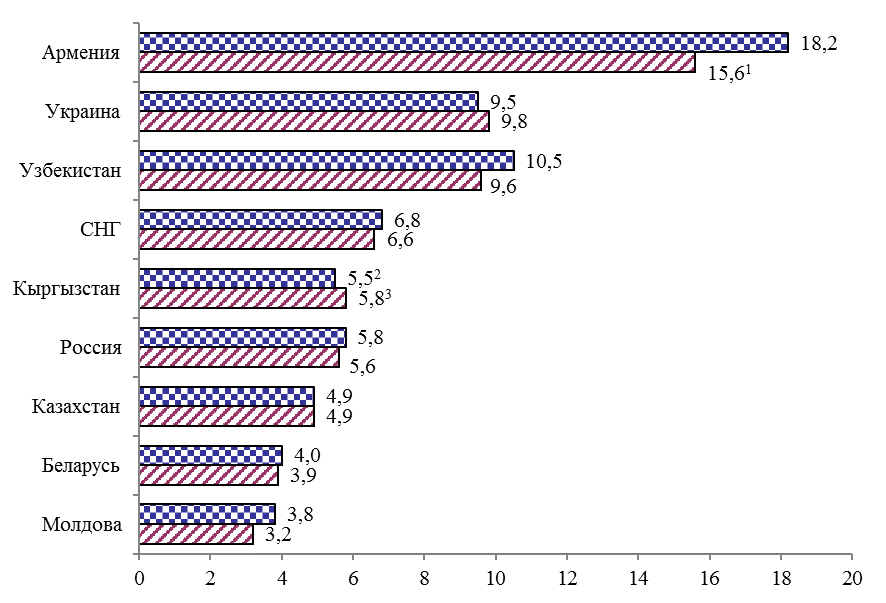 Армения 18,2
15,6¹
Украина 9,5
9,8
Узбекистан 10,5
9,6
СНГ 6,8
6,6
Кыргызстан 5,5²
5,8³
Россия 5,8
5,6
Казахстан 4,9
4,9
Беларусь 4,0
3,9
Молдова 3,8
3,2
0 2 4 6 8 10 12 14 16 18 20